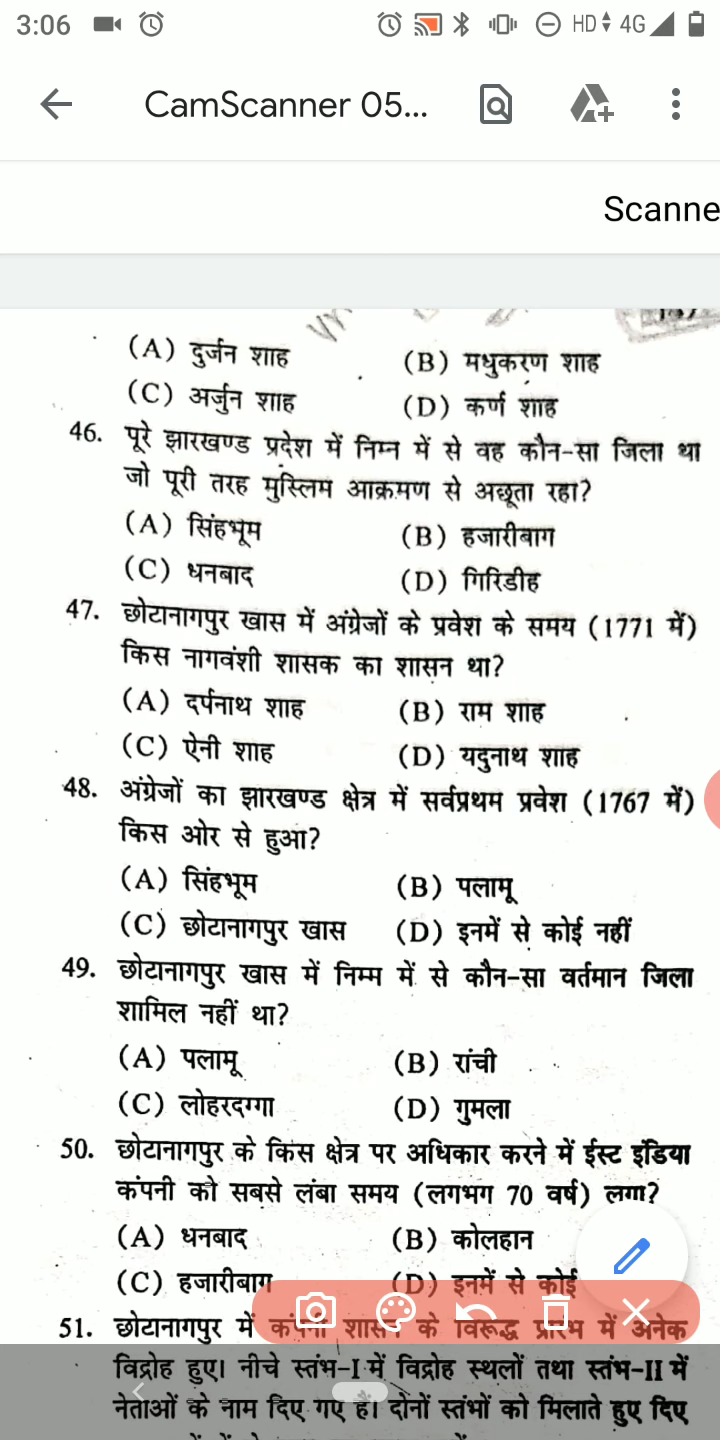 3:06 HD 4G
CamScanner 05...
Scanne
(A) दुर्जन शाह (B) मधुकरण शाह
(C) अर्जुन शाह (D) कर्ण शाह
46. पूरे झारखण्ड प्रदेश में निम्न में से वह कौन-सा जिला था
जो पूरी तरह मुस्लिम आक्रमण से अछूता रहा?
(A) सिंहभूम (B) हजारीबाग
(C) धनबाद (D) गिरिडीह
47. छोटानागपुर खास में अंग्रेजों के प्रवेश के समय (1771 में)
किस नागवंशी शासक का शासन था?
(A) दर्पनाथ शाह (B) राम शाह
(C) ऐनी शाह (D) यदुनाथ शाह
48. अंग्रेजों का झारखण्ड क्षेत्र में सर्वप्रथम प्रवेश (1767 में)
किस ओर से हुआ?
(A) सिंहभूम (B) पलामू
(C) छोटानागपुर खास (D) इनमें से कोई नहीं
49. छोटानागपुर खास में निम्म में से कौन-सा वर्तमान जिला
शामिल नहीं था?
(A) पलामू (B) रांची
(C) लोहरदग्गा (D) गुमला
50. छोटानागपुर के किस क्षेत्र पर अधिकार करने में ईस्ट इंडिया
कंपनी को सबसे लंबा समय (लगभग 70 वर्ष) लगा?
(A) धनबाद (B) कोलहान
(C) हजारीबाग (D) इनमें से कोई
51. छोटानागपुर में कंपनी शासन के विरूद्ध प्रारंभ में अनेक
विद्रोह हुए। नीचे स्तंभ-I में विद्रोह स्थलों तथा स्तंभ-II में
नेताओं के नाम दिए गए हैं। दोनों स्तंभों को मिलाते हुए दिए